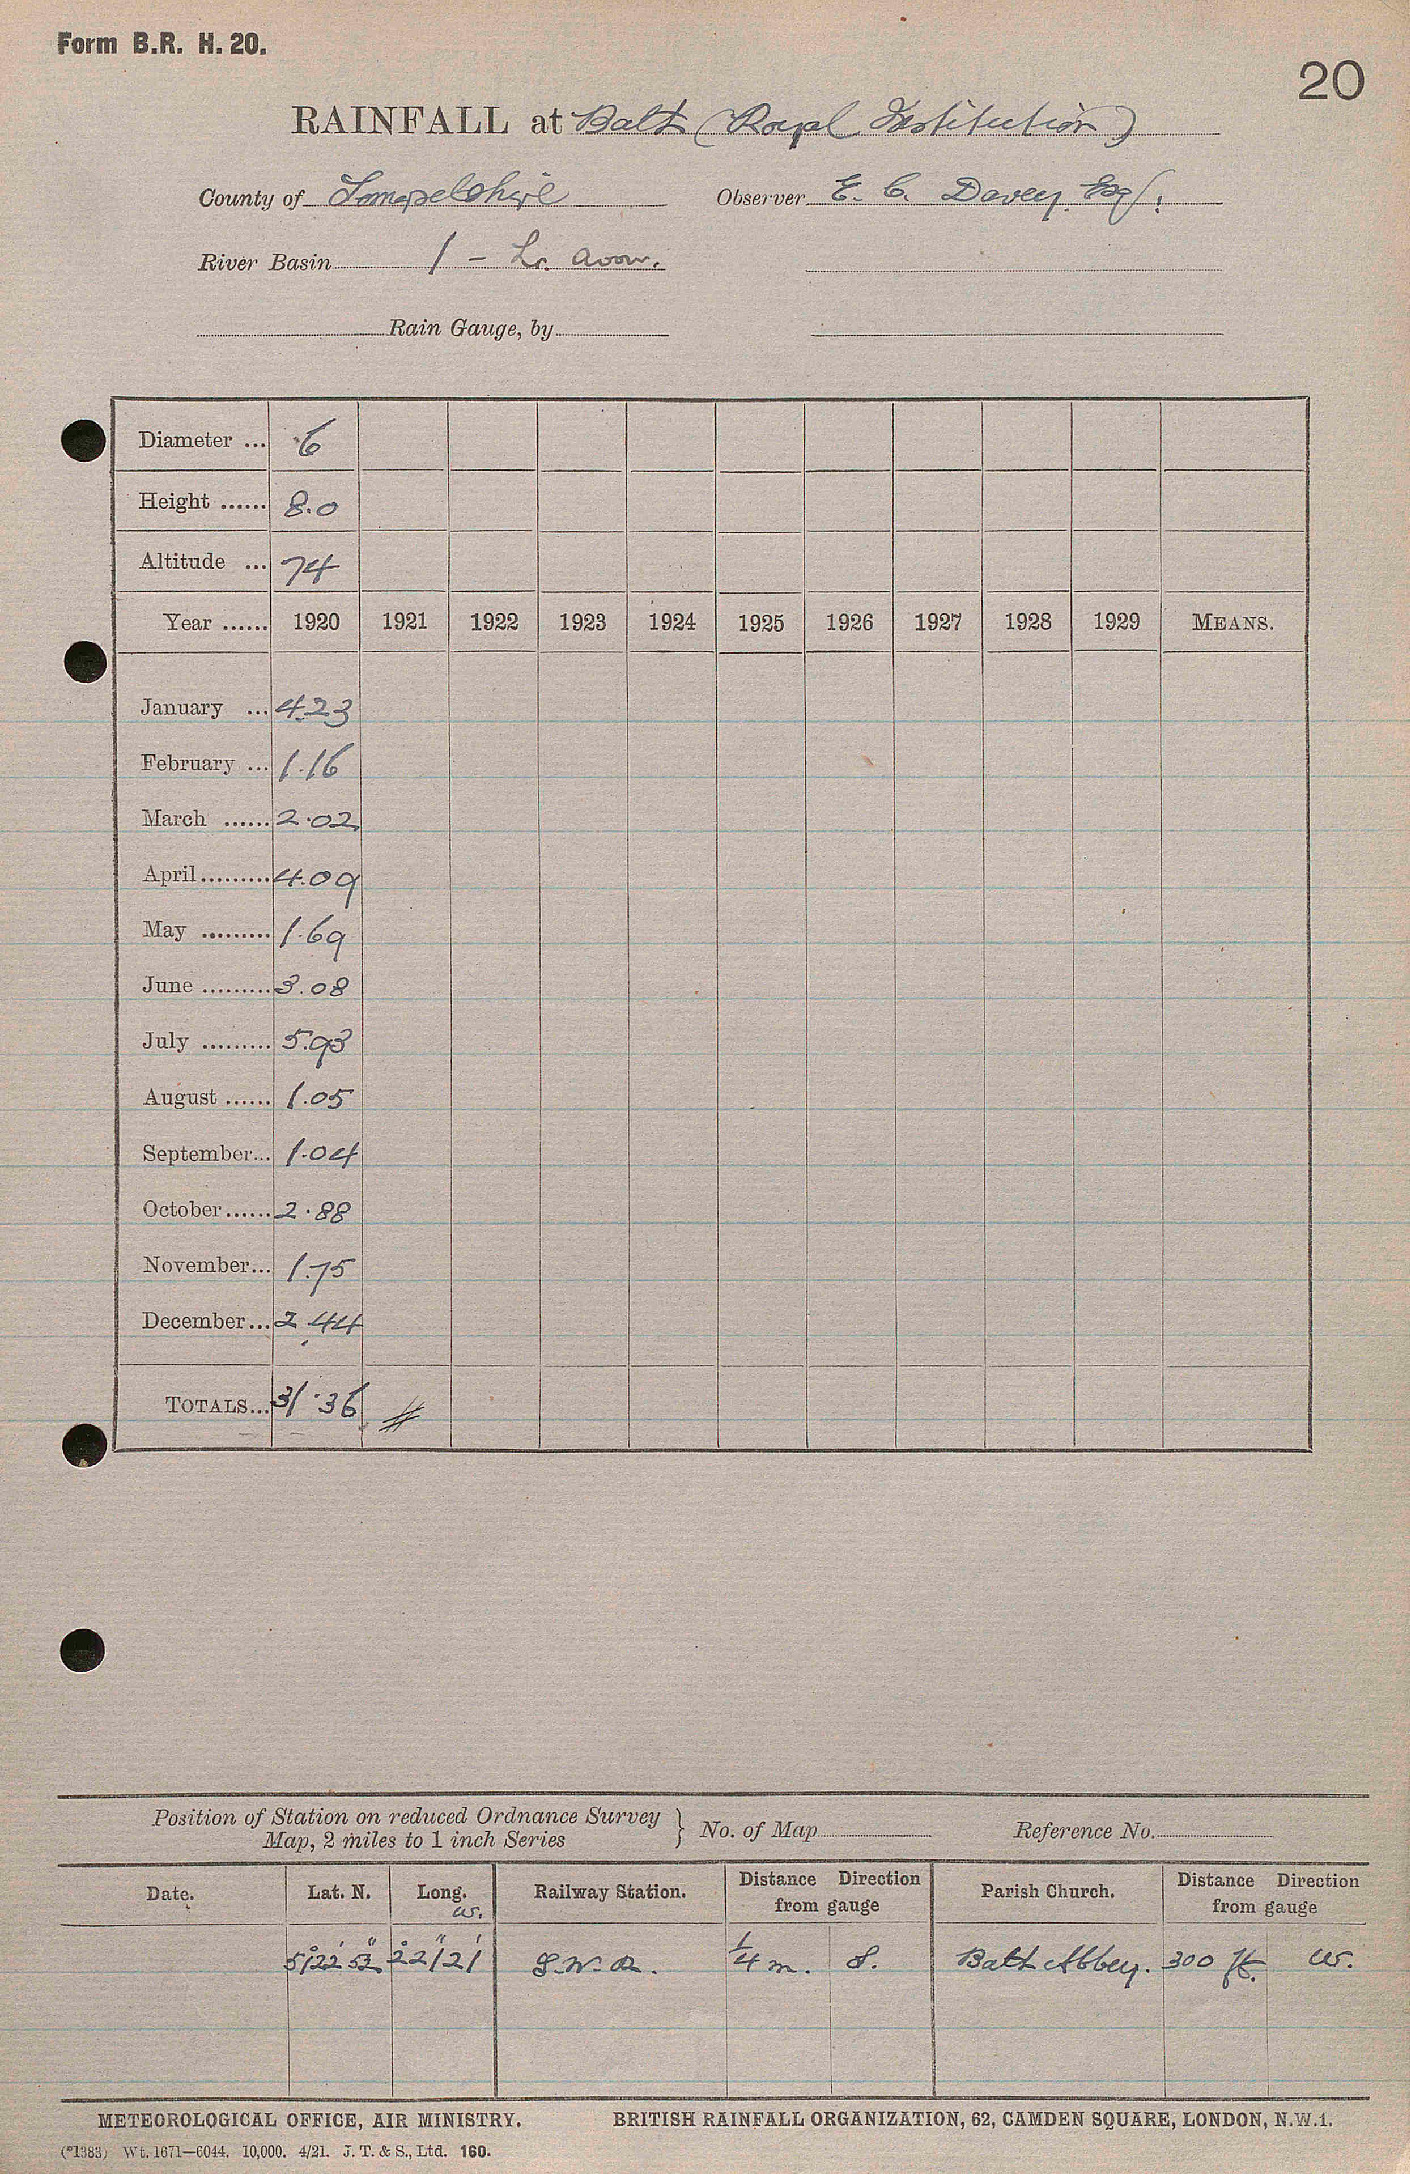 Form B.R. H. 20.
20
RAINFALL at Bath (Royal Institution)
County of Somersetshire Observer E. C. Davey Esq.
River Basin 1 - Lr. Avon.
Rain Gauge, by
Diameter ... 6
Height ...... 8.0
Altitude ... 74
Year ...... 1920 1921 1922 1923 1924 1925 1926 1927 1928 1929 MEANS.
January ... 4.23
February ... 1.16
March ...... 2.02
April ......... 4.09
May ......... 1.69
June ......... 3.08
July ......... 5.93
August ...... 1.05
September... 1.04
October ...... 2.88
November... 1.75
December... 2.44
TOTALS... 31.36
Position of Station on reduced Ordnance Survey } No. of Map Reference No.
Map, 2 miles to 1 inch Series
Date. Lat. N. Long. W. Railway Station. Distance Direction from gauge Parish Church. Distance Direction from gauge
51° 22' 52" 2° 21' 21" G.W.R. 1/4 m. S. Bath Abbey. 300 ft. W.
METEOROLOGICAL OFFICE, AIR MINISTRY. BRITISH RAINFALL ORGANIZATION, 62, CAMDEN SQUARE, LONDON, N.W.1.
(*1383) Wt. 1671—6044. 10,000. 4/21. J. T. & S., Ltd. 160.